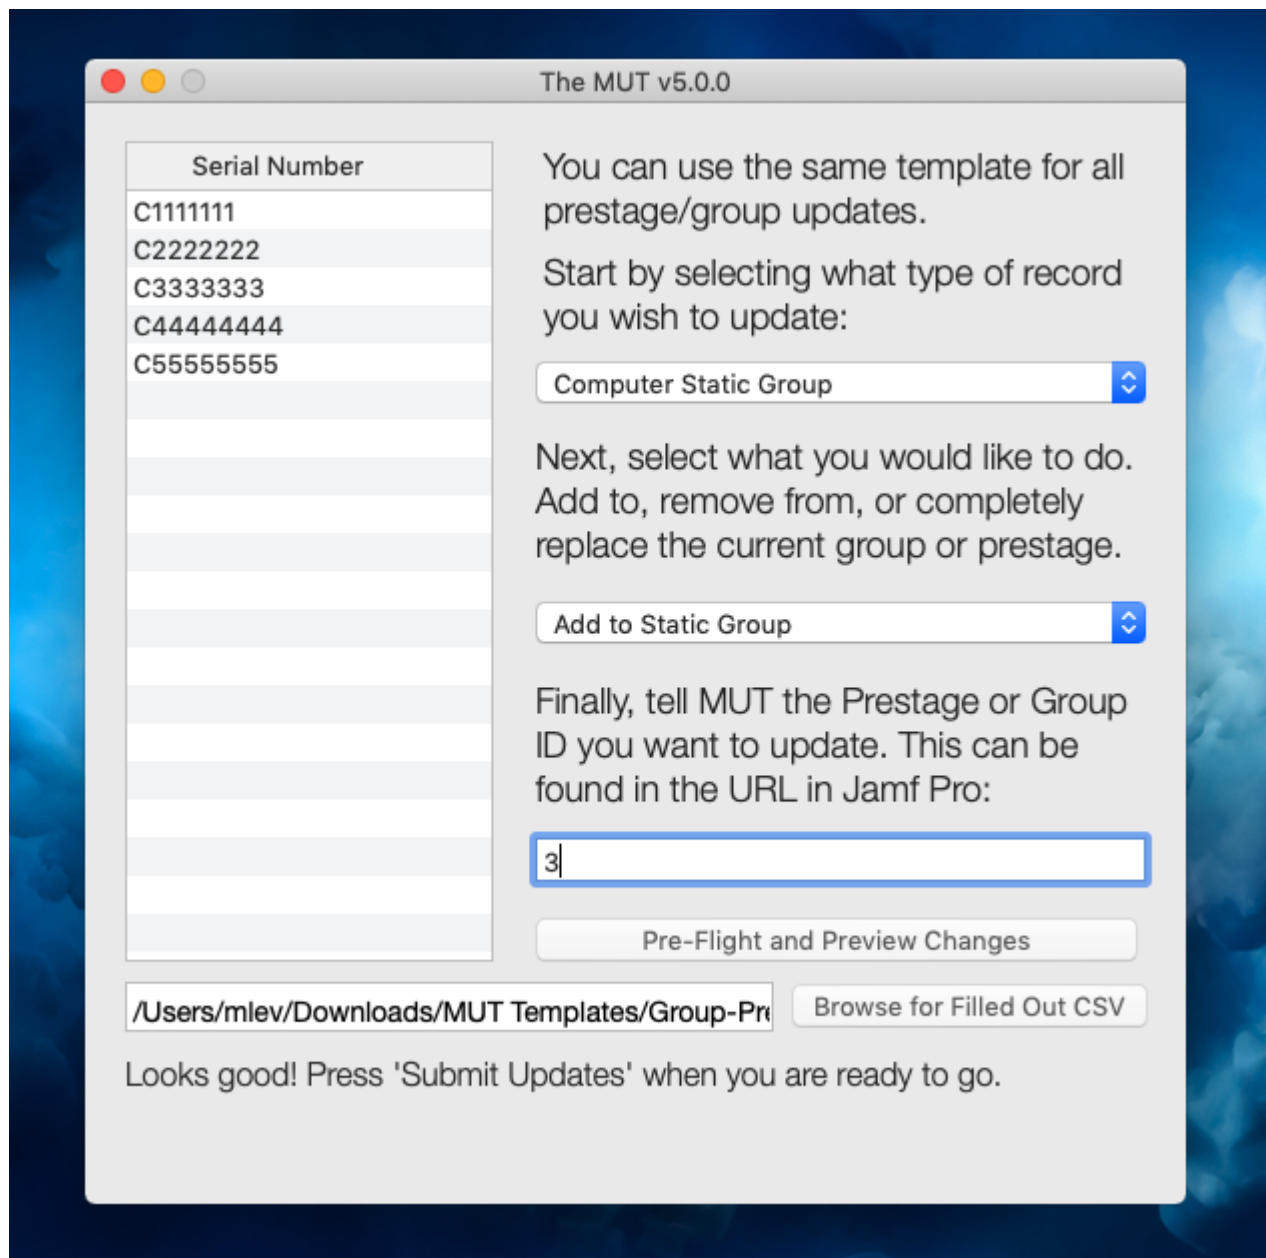 The MUT v5.0.0
Serial Number
C1111111
C2222222
C3333333
C44444444
C55555555
You can use the same template for all
prestage/group updates.
Start by selecting what type of record
you wish to update:
Computer Static Group
Next, select what you would like to do.
Add to, remove from, or completely
replace the current group or prestage.
Add to Static Group
Finally, tell MUT the Prestage or Group
ID you want to update. This can be
found in the URL in Jamf Pro:
3
Pre-Flight and Preview Changes
/Users/mlev/Downloads/MUT Templates/Group-Pre
Browse for Filled Out CSV
Looks good! Press 'Submit Updates' when you are ready to go.